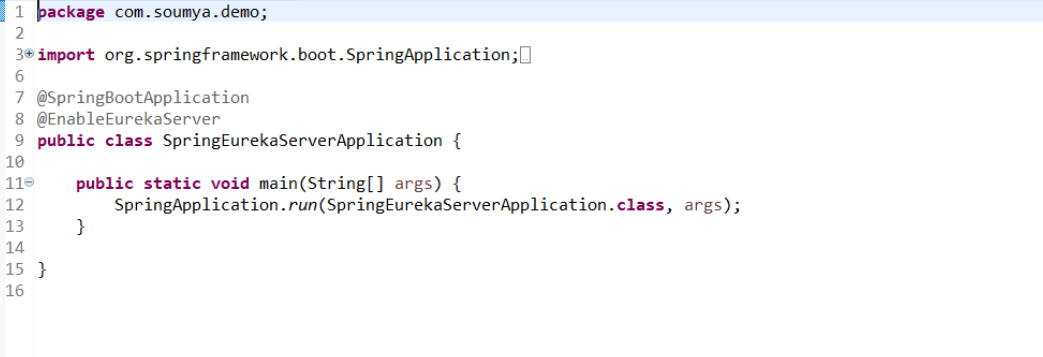 1 package com.soumya.demo;
2
3 import org.springframework.boot.SpringApplication;
6
7 @SpringBootApplication
8 @EnableEurekaServer
9 public class SpringEurekaServerApplication {
10
11 public static void main(String[] args) {
12 SpringApplication.run(SpringEurekaServerApplication.class, args);
13 }
14
15 }
16